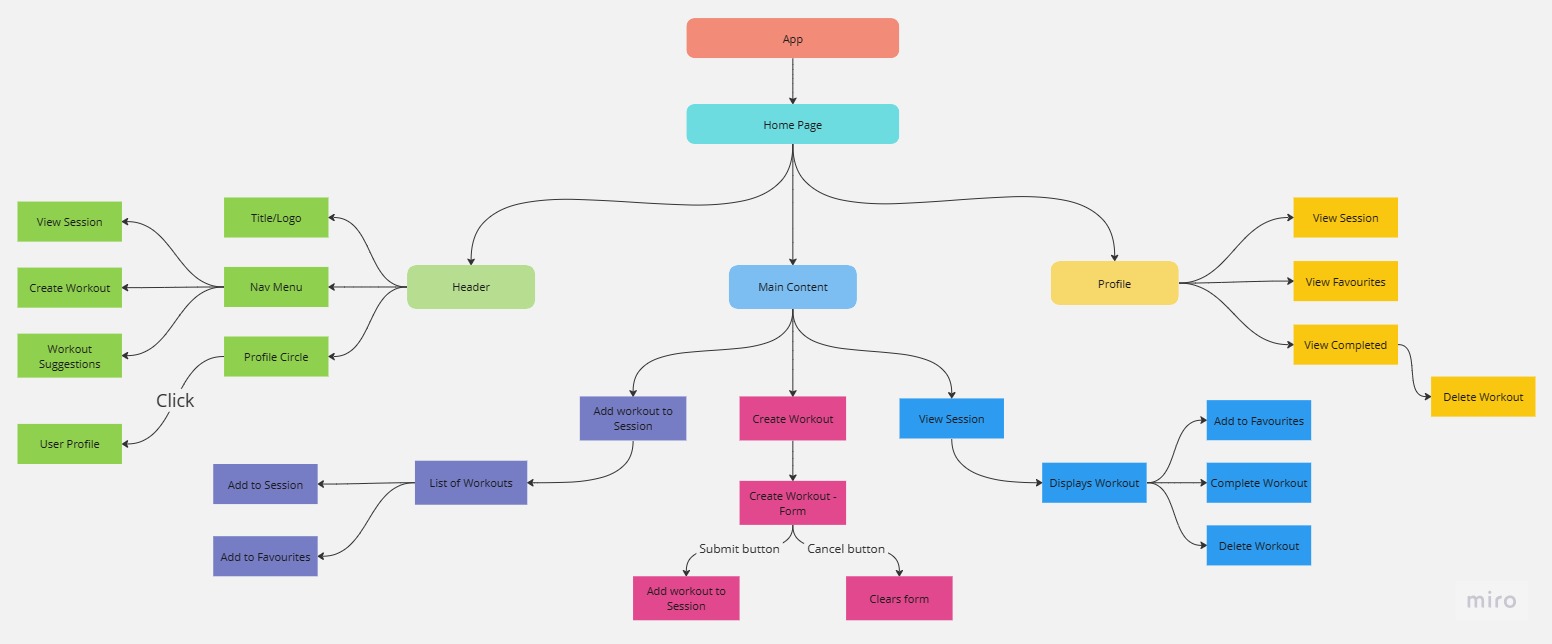 App
Home Page
Header
Main Content
Profile
Title/Logo
Nav Menu
Profile Circle
View Session
Create Workout
Workout
Suggestions
Click
User Profile
Add workout to
Session
List of Workouts
Add to Session
Add to Favourites
Create Workout
Create Workout -
Form
Submit button
Cancel button
Add workout to
Session
Clears form
View Session
Displays Workout
Add to Favourites
Complete Workout
Delete Workout
View Session
View Favourites
View Completed
Delete Workout
miro